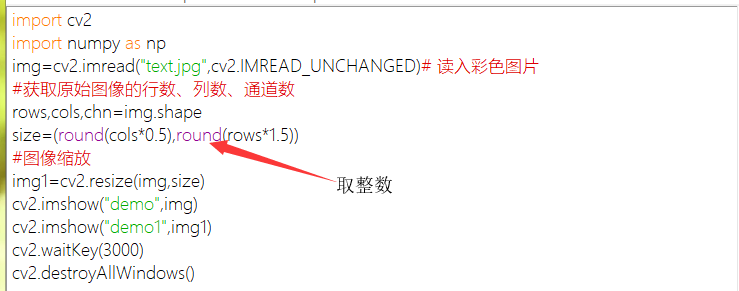 import cv2
import numpy as np
img=cv2.imread("text.jpg",cv2.IMREAD_UNCHANGED)# 读入彩色图片
#获取原始图像的行数、列数、通道数
rows,cols,chn=img.shape
size=(round(cols*0.5),round(rows*1.5))
#图像缩放
img1=cv2.resize(img,size)
取整数
cv2.imshow("demo",img)
cv2.imshow("demo1",img1)
cv2.waitKey(3000)
cv2.destroyAllWindows()